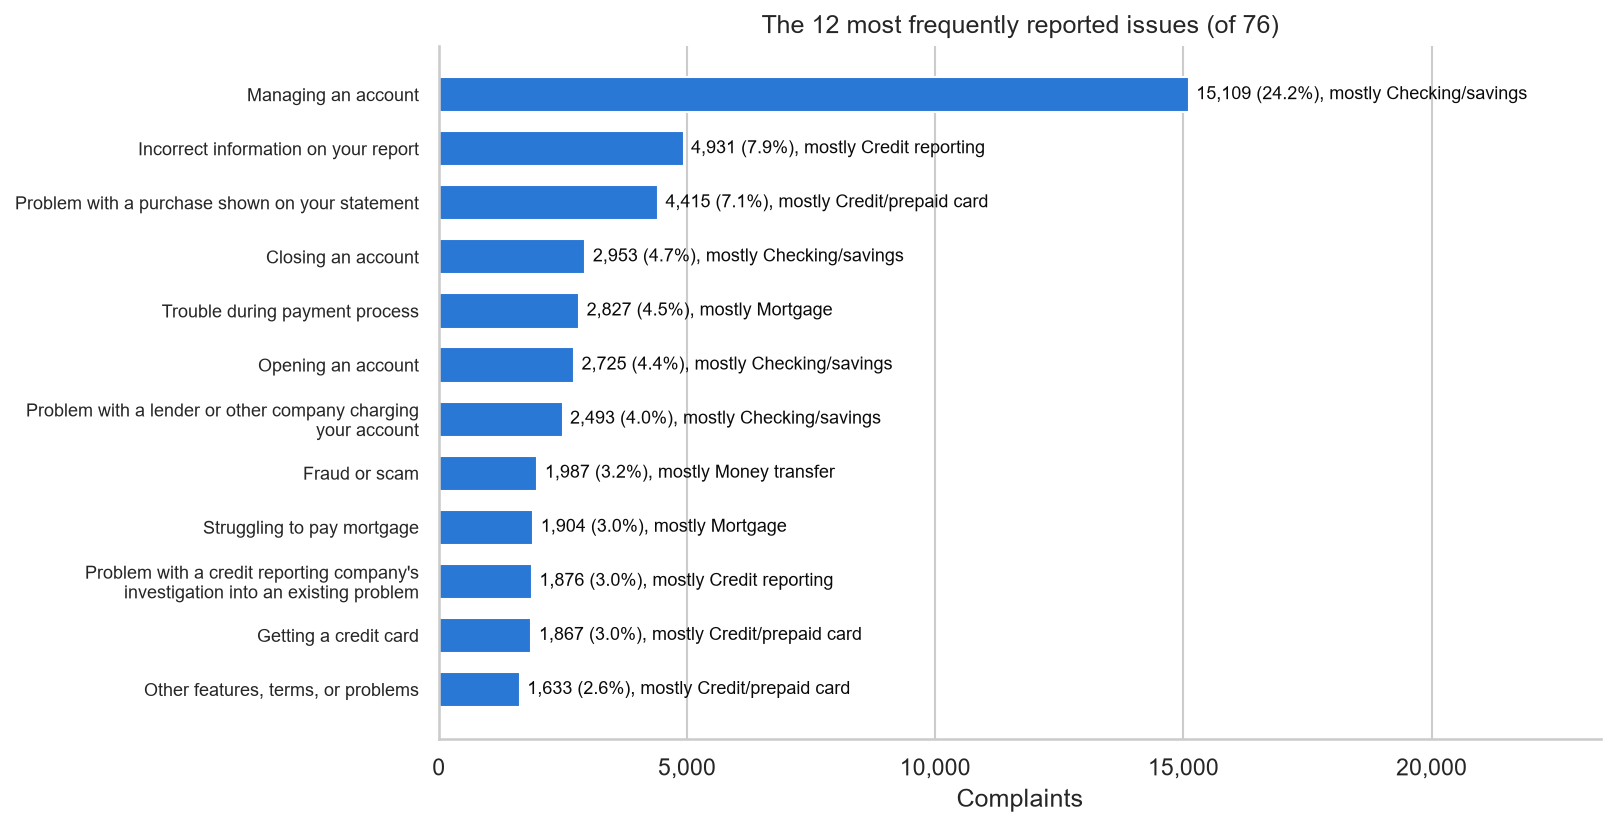 The 12 most frequently reported issues (of 76)
Managing an account
15,109 (24.2%), mostly Checking/savings
Incorrect information on your report
4,931 (7.9%), mostly Credit reporting
Problem with a purchase shown on your statement
4,415 (7.1%), mostly Credit/prepaid card
Closing an account
2,953 (4.7%), mostly Checking/savings
Trouble during payment process
2,827 (4.5%), mostly Mortgage
Opening an account
2,725 (4.4%), mostly Checking/savings
Problem with a lender or other company charging
your account
2,493 (4.0%), mostly Checking/savings
Fraud or scam
1,987 (3.2%), mostly Money transfer
Struggling to pay mortgage
1,904 (3.0%), mostly Mortgage
Problem with a credit reporting company's
investigation into an existing problem
1,876 (3.0%), mostly Credit reporting
Getting a credit card
1,867 (3.0%), mostly Credit/prepaid card
Other features, terms, or problems
1,633 (2.6%), mostly Credit/prepaid card
0
5,000
10,000
15,000
20,000
Complaints